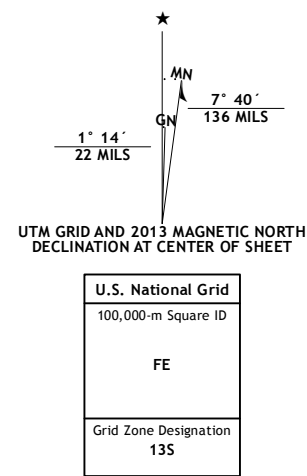 ★
MN
GN
7° 40´
136 MILS
1° 14´
22 MILS
UTM GRID AND 2013 MAGNETIC NORTH
DECLINATION AT CENTER OF SHEET
U.S. National Grid
100,000-m Square ID
FE
Grid Zone Designation
13S